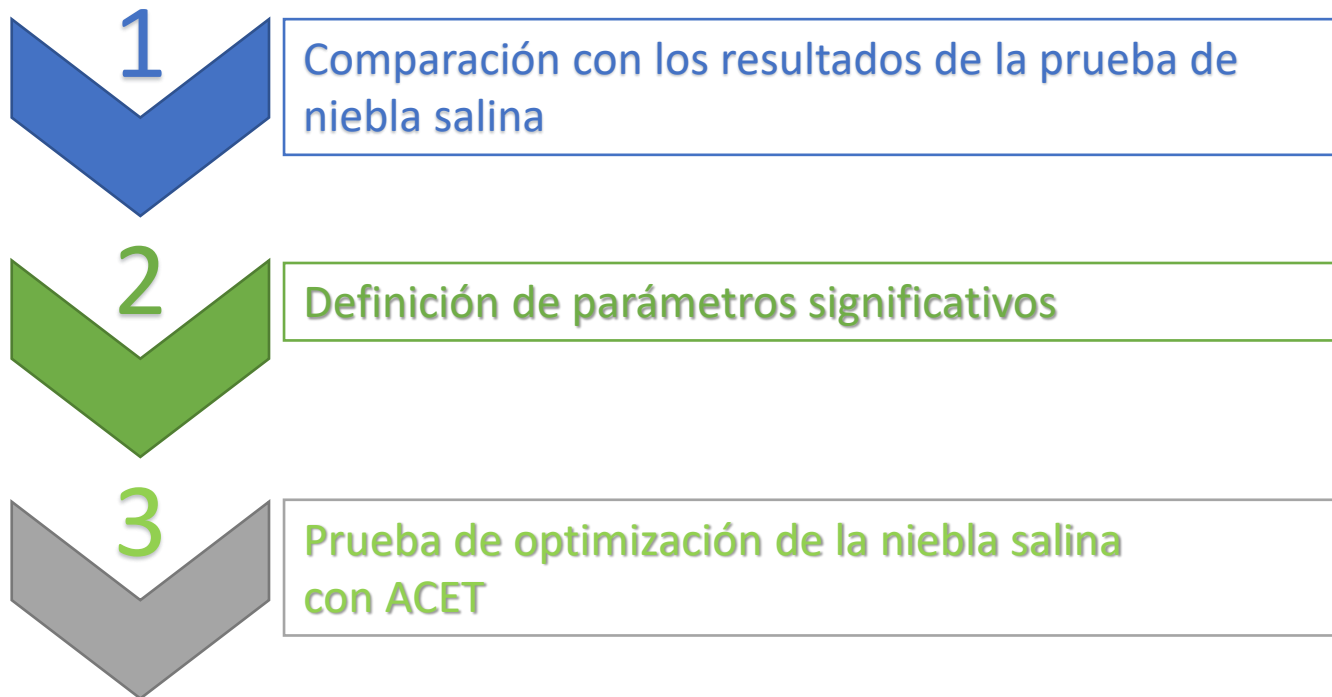 1
Comparación con los resultados de la prueba de
niebla salina
2
Definición de parámetros significativos
3
Prueba de optimización de la niebla salina
con ACET